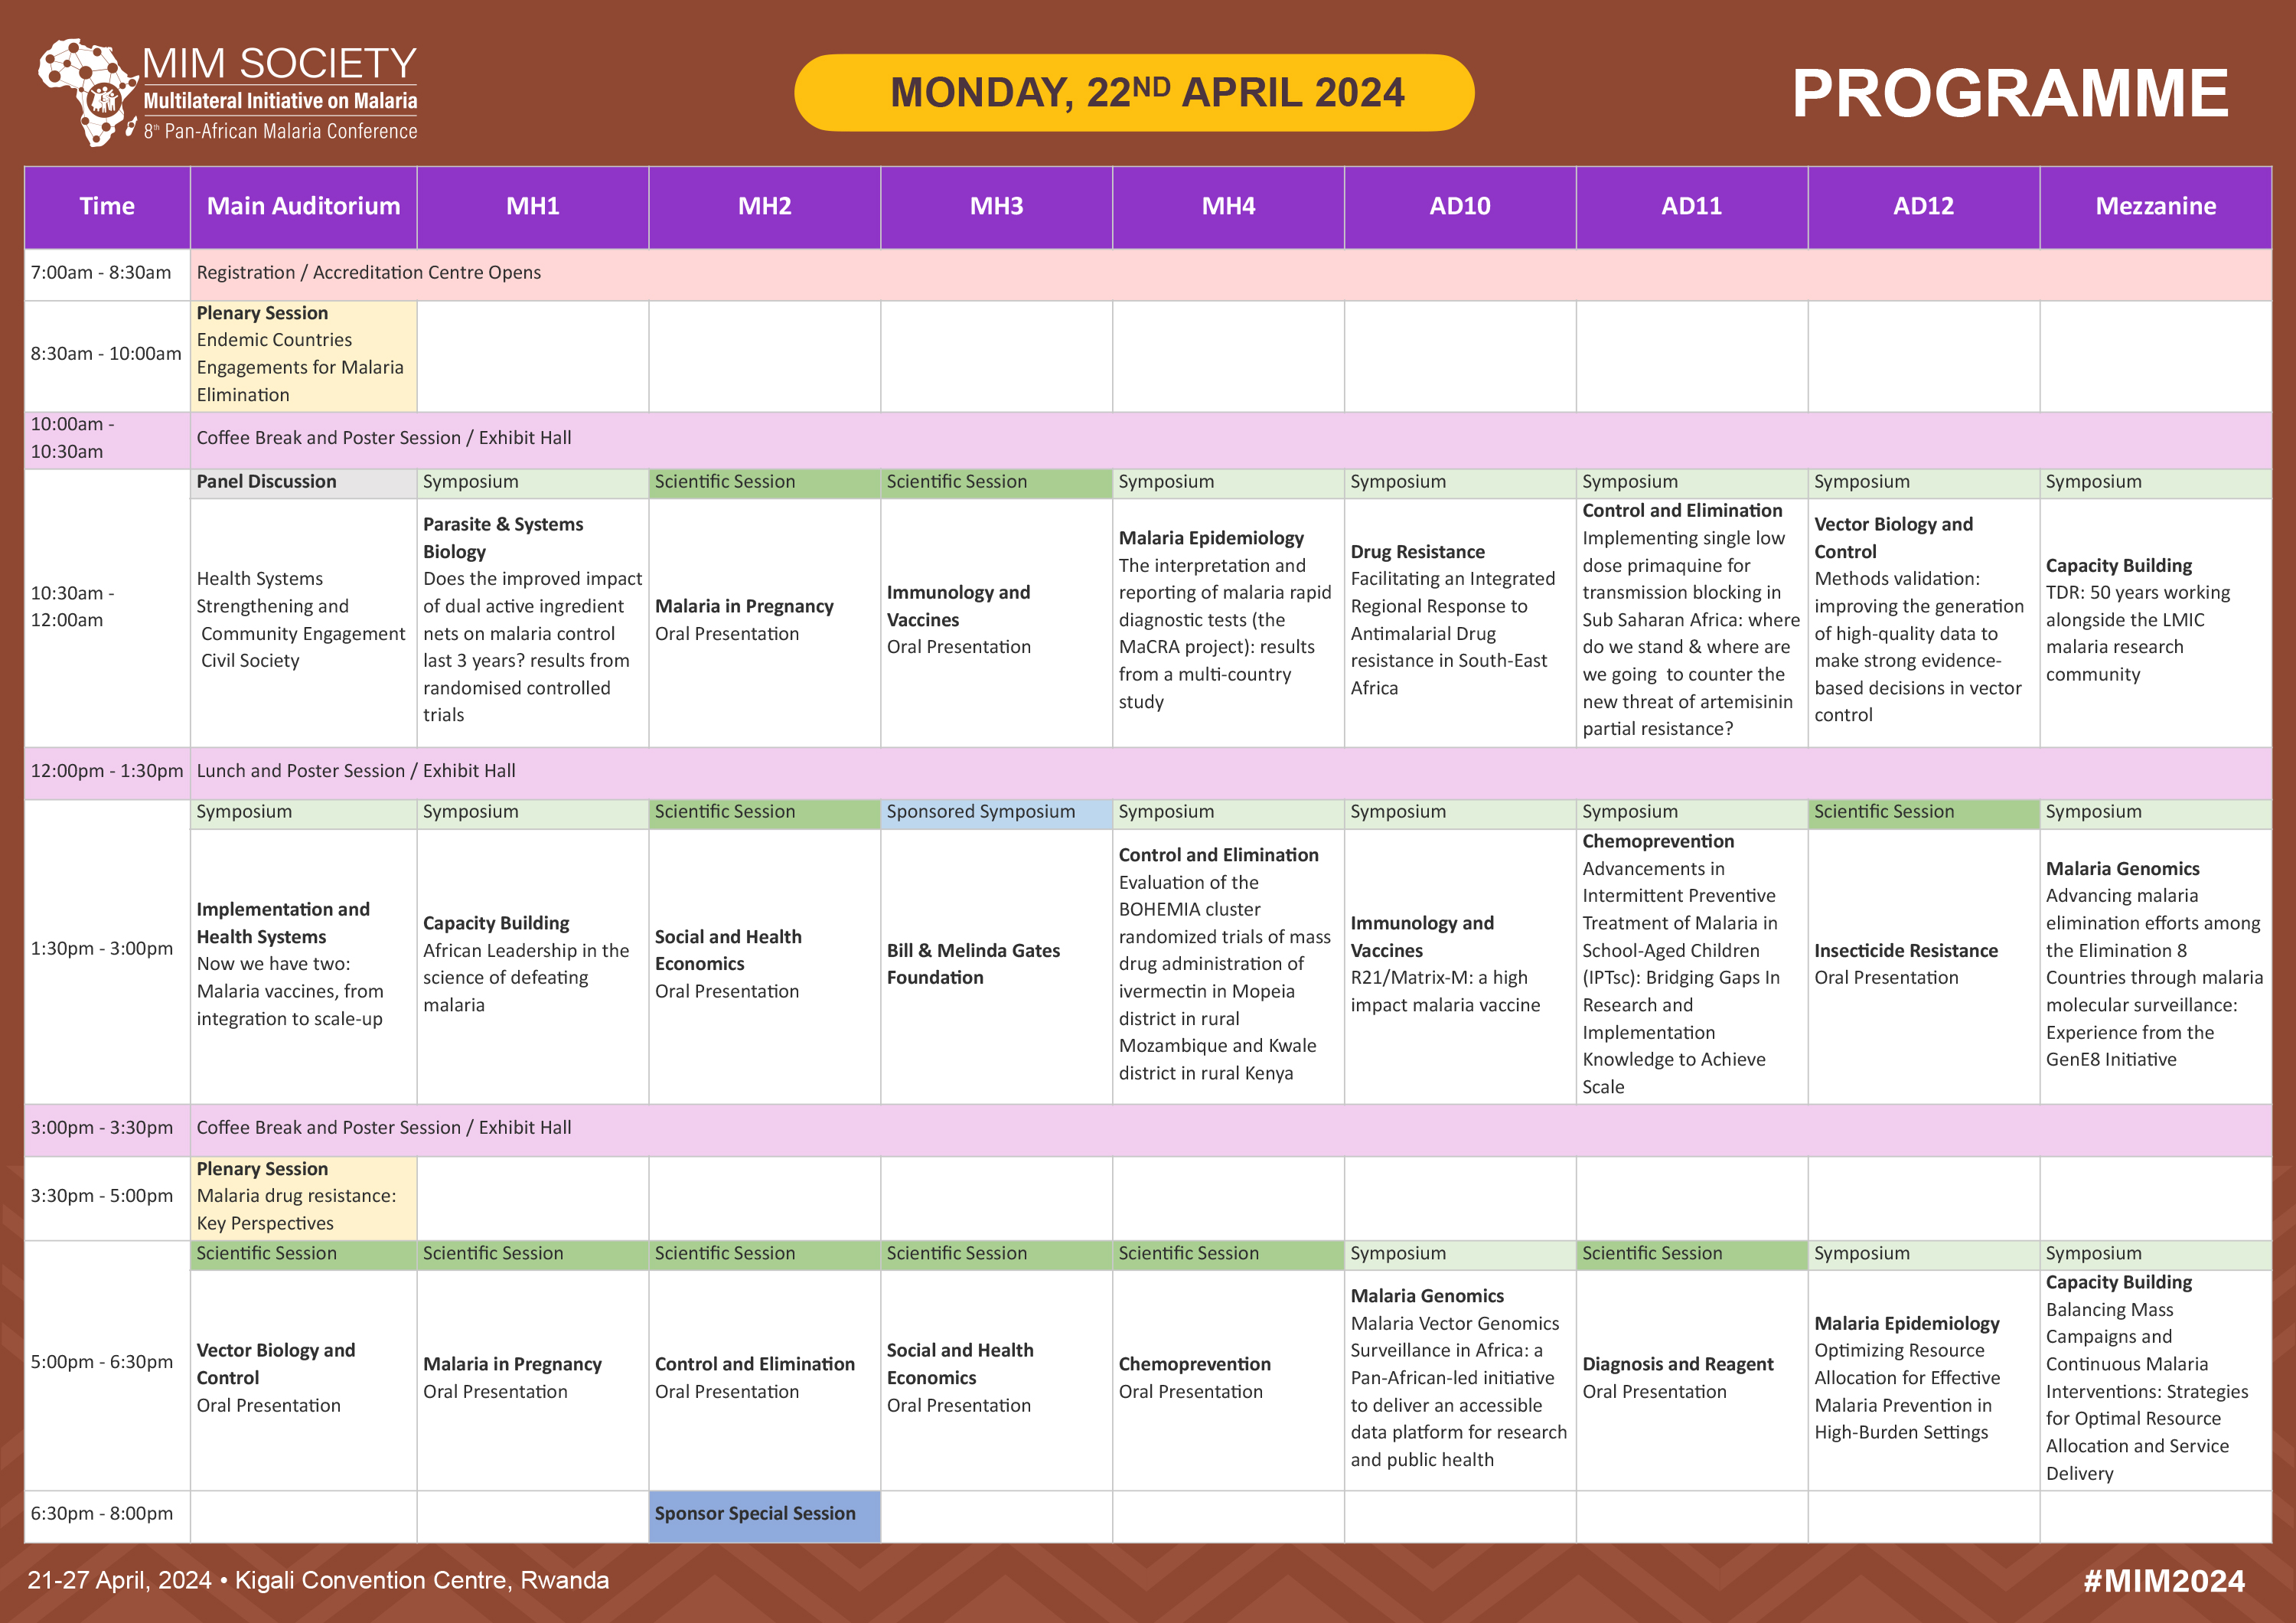 MIM SOCIETY
Multilateral Initiative on Malaria
8th Pan-African Malaria Conference
MONDAY, 22ND APRIL 2024
PROGRAMME
Time
Main Auditorium
MH1
MH2
MH3
MH4
AD10
AD11
AD12
Mezzanine
7:00am - 8:30am
Registration / Accreditation Centre Opens
8:30am - 10:00am
Plenary Session
Endemic Countries
Engagements for Malaria
Elimination
10:00am -
10:30am
Coffee Break and Poster Session / Exhibit Hall
10:30am -
12:00am
Panel Discussion
Health Systems
Strengthening and
Community Engagement
Civil Society
Symposium
Parasite & Systems
Biology
Does the improved impact
of dual active ingredient
nets on malaria control
last 3 years? results from
randomised controlled
trials
Scientific Session
Malaria in Pregnancy
Oral Presentation
Scientific Session
Immunology and
Vaccines
Oral Presentation
Symposium
Malaria Epidemiology
The interpretation and
reporting of malaria rapid
diagnostic tests (the
MaCRA project): results
from a multi-country
study
Symposium
Drug Resistance
Facilitating an Integrated
Regional Response to
Antimalarial Drug
resistance in South-East
Africa
Symposium
Control and Elimination
Implementing single low
dose primaquine for
transmission blocking in
Sub Saharan Africa: where
do we stand & where are
we going  to counter the
new threat of artemisinin
partial resistance?
Symposium
Vector Biology and
Control
Methods validation:
improving the generation
of high-quality data to
make strong evidence-
based decisions in vector
control
Symposium
Capacity Building
TDR: 50 years working
alongside the LMIC
malaria research
community
12:00pm - 1:30pm
Lunch and Poster Session / Exhibit Hall
1:30pm - 3:00pm
Symposium
Implementation and
Health Systems
Now we have two:
Malaria vaccines, from
integration to scale-up
Symposium
Capacity Building
African Leadership in the
science of defeating
malaria
Scientific Session
Social and Health
Economics
Oral Presentation
Sponsored Symposium
Bill & Melinda Gates
Foundation
Symposium
Control and Elimination
Evaluation of the
BOHEMIA cluster
randomized trials of mass
drug administration of
ivermectin in Mopeia
district in rural
Mozambique and Kwale
district in rural Kenya
Symposium
Immunology and
Vaccines
R21/Matrix-M: a high
impact malaria vaccine
Symposium
Chemoprevention
Advancements in
Intermittent Preventive
Treatment of Malaria in
School-Aged Children
(IPTsc): Bridging Gaps In
Research and
Implementation
Knowledge to Achieve
Scale
Scientific Session
Insecticide Resistance
Oral Presentation
Symposium
Malaria Genomics
Advancing malaria
elimination efforts among
the Elimination 8
Countries through malaria
molecular surveillance:
Experience from the
GenE8 Initiative
3:00pm - 3:30pm
Coffee Break and Poster Session / Exhibit Hall
3:30pm - 5:00pm
Plenary Session
Malaria drug resistance:
Key Perspectives
5:00pm - 6:30pm
Scientific Session
Vector Biology and
Control
Oral Presentation
Scientific Session
Malaria in Pregnancy
Oral Presentation
Scientific Session
Control and Elimination
Oral Presentation
Scientific Session
Social and Health
Economics
Oral Presentation
Scientific Session
Chemoprevention
Oral Presentation
Symposium
Malaria Genomics
Malaria Vector Genomics
Surveillance in Africa: a
Pan-African-led initiative
to deliver an accessible
data platform for research
and public health
Scientific Session
Diagnosis and Reagent
Oral Presentation
Symposium
Malaria Epidemiology
Optimizing Resource
Allocation for Effective
Malaria Prevention in
High-Burden Settings
Symposium
Capacity Building
Balancing Mass
Campaigns and
Continuous Malaria
Interventions: Strategies
for Optimal Resource
Allocation and Service
Delivery
6:30pm - 8:00pm
Sponsor Special Session
21-27 April, 2024 • Kigali Convention Centre, Rwanda
#MIM2024